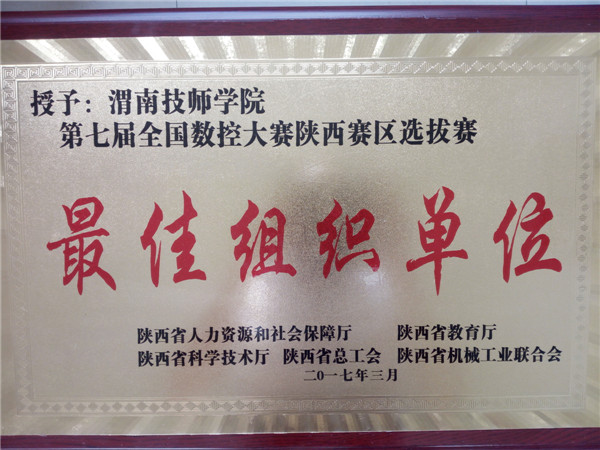 授予：渭南技师学院
第七届全国数控大赛陕西赛区选拔赛
最佳组织单位
陕西省人力资源和社会保障厅 陕西省教育厅
陕西省科学技术厅 陕西省总工会 陕西省机械工业联合会
二〇一七年三月